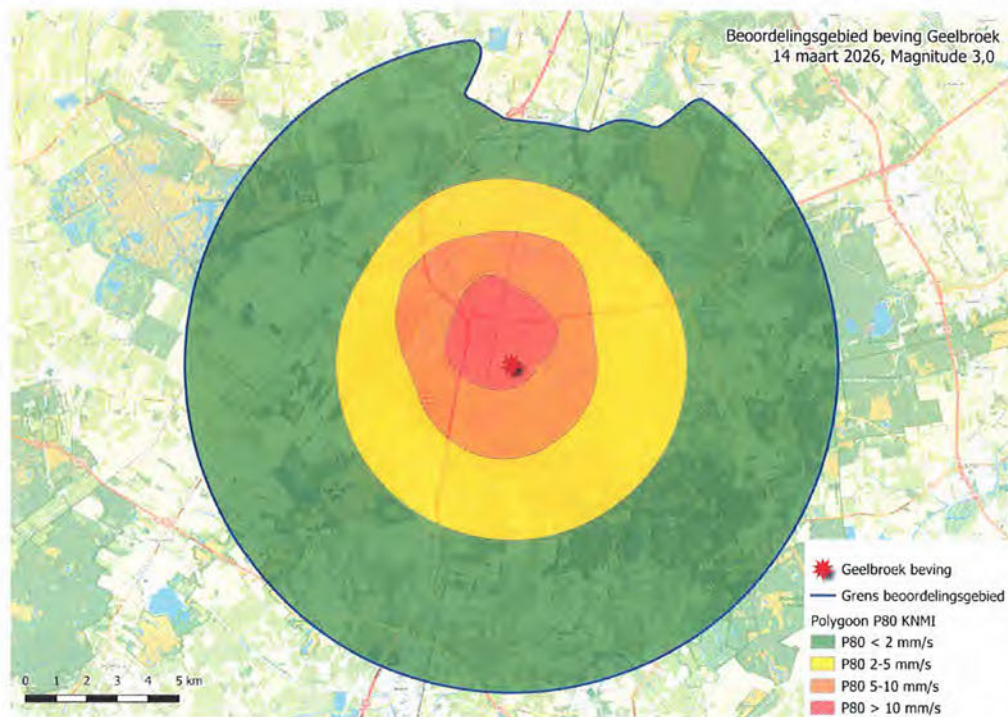 Beoordelingsgebied beving Geelbroek
14 maart 2026, Magnitude 3,0
Geelbroek beving
Grens beoordelingsgebied
Polygoon P80 KNMI
P80 < 2 mm/s
P80 2-5 mm/s
P80 5-10 mm/s
P80 > 10 mm/s
0 1 2 3 4 5 km